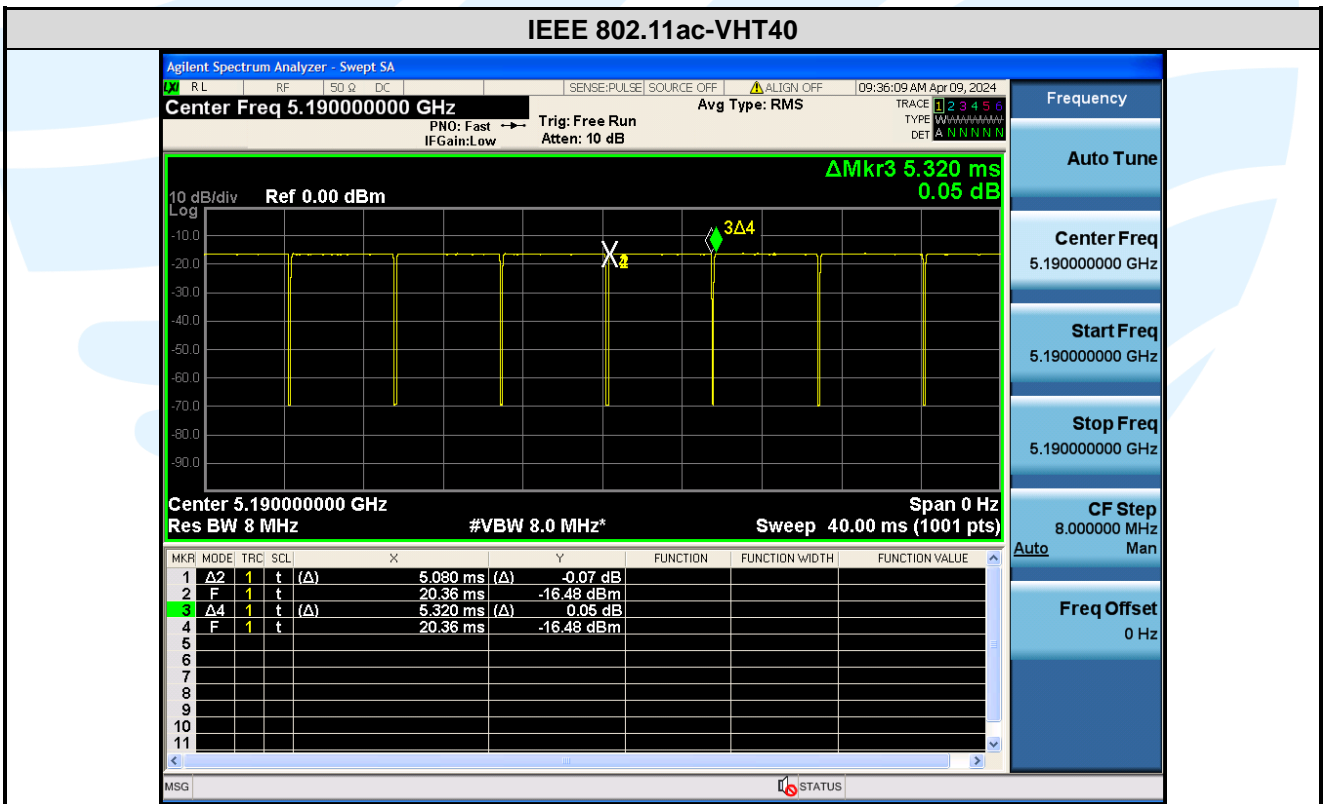 IEEE 802.11ac-VHT40
Agilent Spectrum Analyzer - Swept SA
LXI RL RF 50 Ω DC SENSE:PULSE SOURCE OFF ALIGN OFF 09:36:09 AM Apr 09, 2024
Center Freq 5.190000000 GHz
PNO: Fast
IFGain:Low
Trig: Free Run
Atten: 10 dB
Avg Type: RMS
TRACE 1 2 3 4 5 6
TYPE
DET A N N N N N
ΔMkr3 5.320 ms
0.05 dB
10 dB/div Ref 0.00 dBm
Log
3Δ4
-10.0
-20.0
-30.0
-40.0
-50.0
-60.0
-70.0
-80.0
-90.0
Center 5.190000000 GHz Span 0 Hz
Res BW 8 MHz #VBW 8.0 MHz* Sweep 40.00 ms (1001 pts)
MKR MODE TRC SCL X Y FUNCTION FUNCTION WIDTH FUNCTION VALUE
1 Δ2 1 t (Δ) 5.080 ms (Δ) -0.07 dB
2 F 1 t 20.36 ms -16.48 dBm
3 Δ4 1 t (Δ) 5.320 ms (Δ) 0.05 dB
4 F 1 t 20.36 ms -16.48 dBm
5
6
7
8
9
10
11
MSG STATUS
Frequency
Auto Tune
Center Freq
5.190000000 GHz
Start Freq
5.190000000 GHz
Stop Freq
5.190000000 GHz
CF Step
8.000000 MHz
Auto Man
Freq Offset
0 Hz